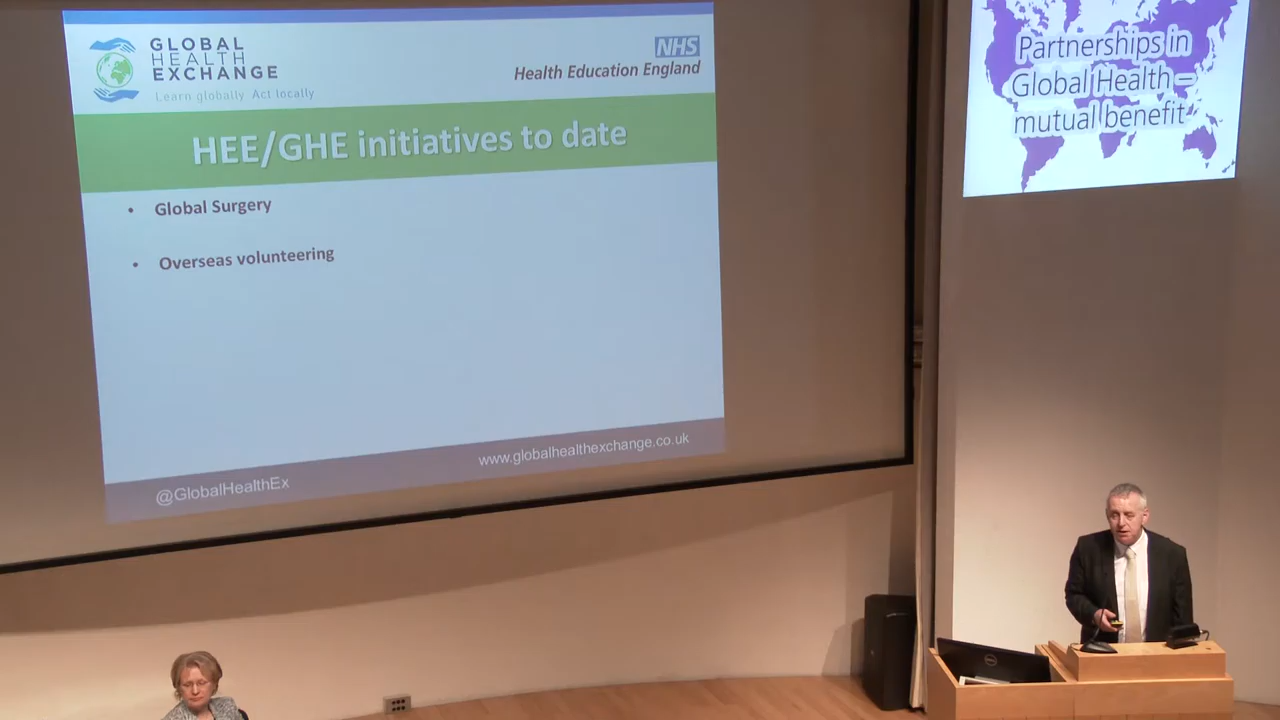 GLOBAL
HEALTH
EXCHANGE
Learn globally Act locally
NHS
Health Education England
HEE/GHE initiatives to date
• Global Surgery
• Overseas volunteering
@GlobalHealthEx
www.globalhealthexchange.co.uk
Partnerships in
Global Health –
mutual benefit
DELL